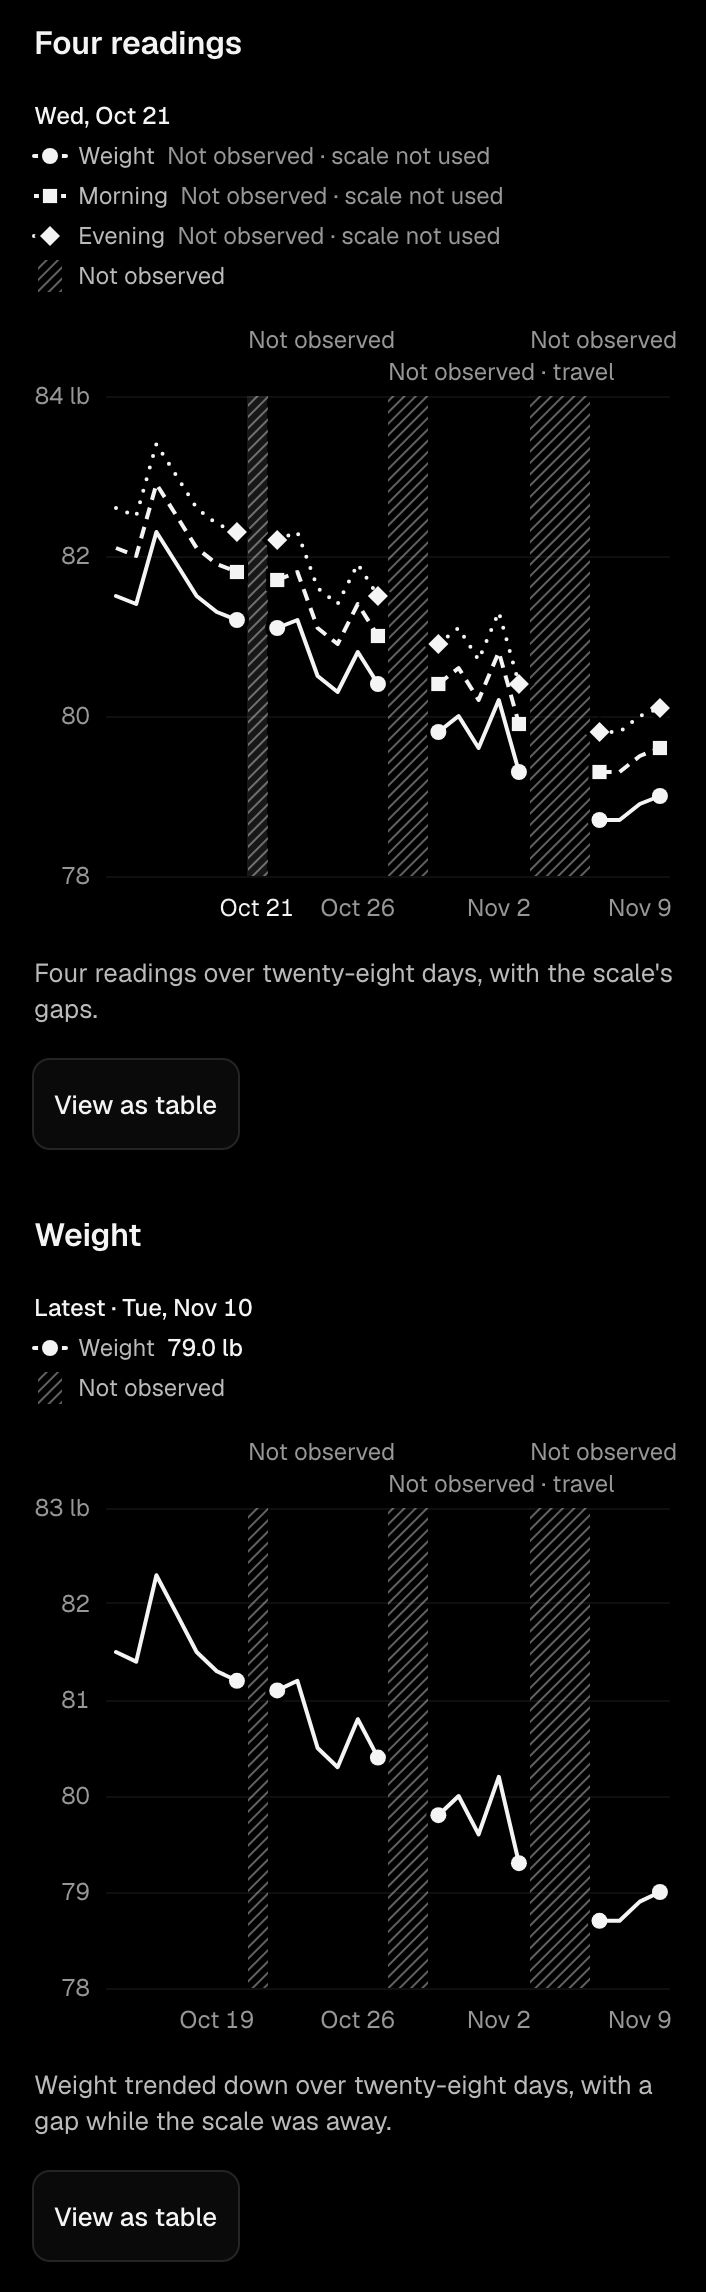 Four readings
Wed, Oct 21
Weight Not observed · scale not used
Morning Not observed · scale not used
Evening Not observed · scale not used
Not observed
Not observed Not observed
Not observed · travel
84 lb
82
80
78
Oct 21 Oct 26 Nov 2 Nov 9
Four readings over twenty-eight days, with the scale's
gaps.
View as table
Weight
Latest · Tue, Nov 10
Weight 79.0 lb
Not observed
Not observed Not observed
Not observed · travel
83 lb
82
81
80
79
78
Oct 19 Oct 26 Nov 2 Nov 9
Weight trended down over twenty-eight days, with a
gap while the scale was away.
View as table